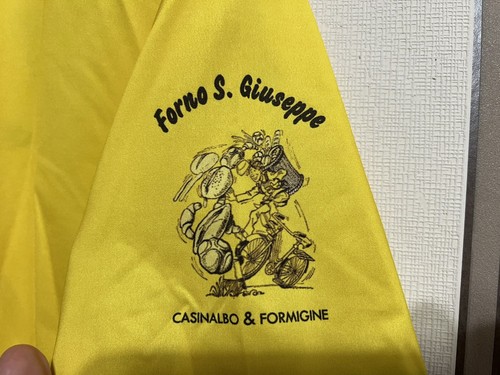 Forno S. Giuseppe
CASINALBO & FORMIGINE